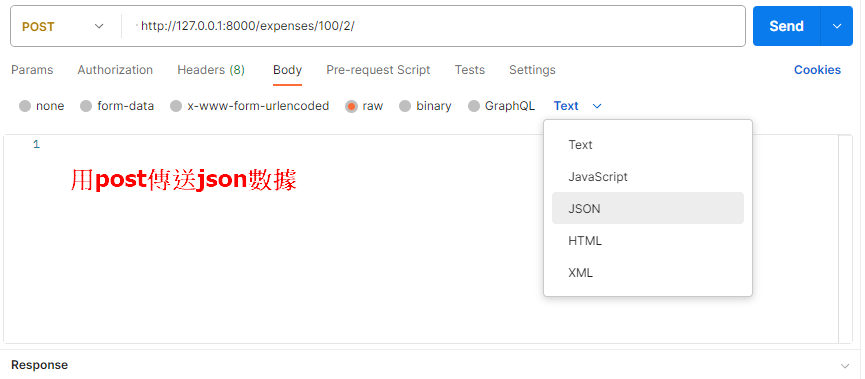 POST http://127.0.0.1:8000/expenses/100/2/ Send
Params Authorization Headers (8) Body Pre-request Script Tests Settings Cookies
none form-data x-www-form-urlencoded raw binary GraphQL Text
1
用post傳送json數據
Text
JavaScript
JSON
HTML
XML
Response